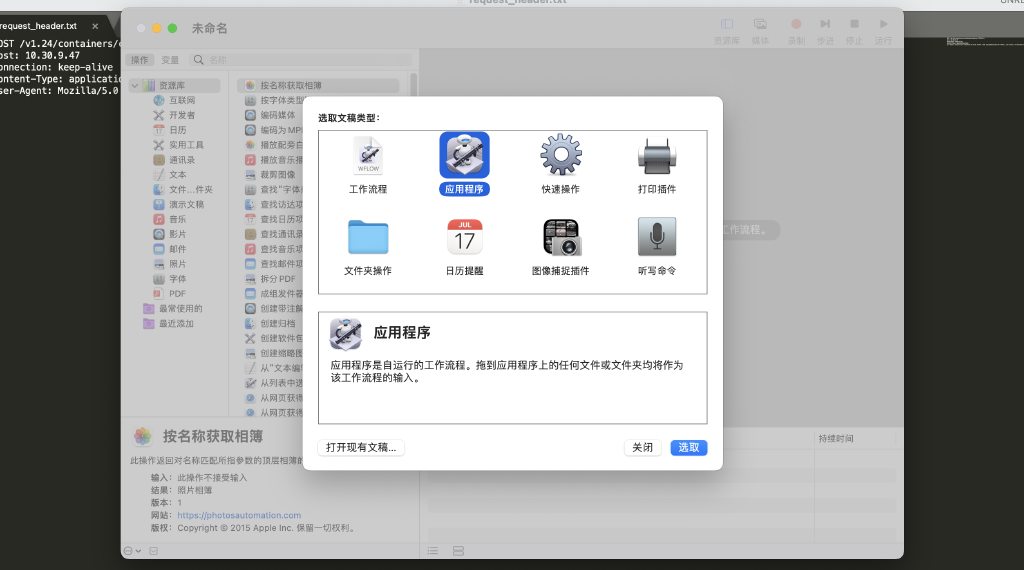 request_header.txt
OST /v1.24/containers/
ost: 10.30.9.47
onnection: keep-alive
ontent-Type: applicatio
ser-Agent: Mozilla/5.0
未命名
资源库 媒体 录制 步进 停止 运行
操作 变量 名称
资源库
互联网
开发者
日历
实用工具
通讯录
文本
文件…件夹
演示文稿
音乐
影片
邮件
照片
字体
PDF
最常使用的
最近添加
按名称获取相簿
按字体类型
编码媒体
编码为 MP
播放配旁白
播放音乐播
裁剪图像
查找“字体
查找访达项
查找日历项
查找通讯录
查找音乐项
查找邮件项
拆分 PDF
成组发件器
创建带注解
创建归档
创建软件包
创建缩略图
从“文本编
从列表中选
从网页获得
从网页获得
选取文稿类型：
WFLOW
工作流程
应用程序
快速操作
打印插件
文件夹操作
JUL
17
日历提醒
图像捕捉插件
听写命令
应用程序
应用程序是自运行的工作流程。拖到应用程序上的任何文件或文件夹均将作为
该工作流程的输入。
打开现有文稿... 关闭 选取
工作流程。
持续时间
按名称获取相簿
此操作返回对名称匹配所指参数的顶层相簿的
输入： 此操作不接受输入
结果： 照片相簿
版本： 1
网站： https://photosautomation.com
版权： Copyright © 2015 Apple Inc. 保留一切权利。